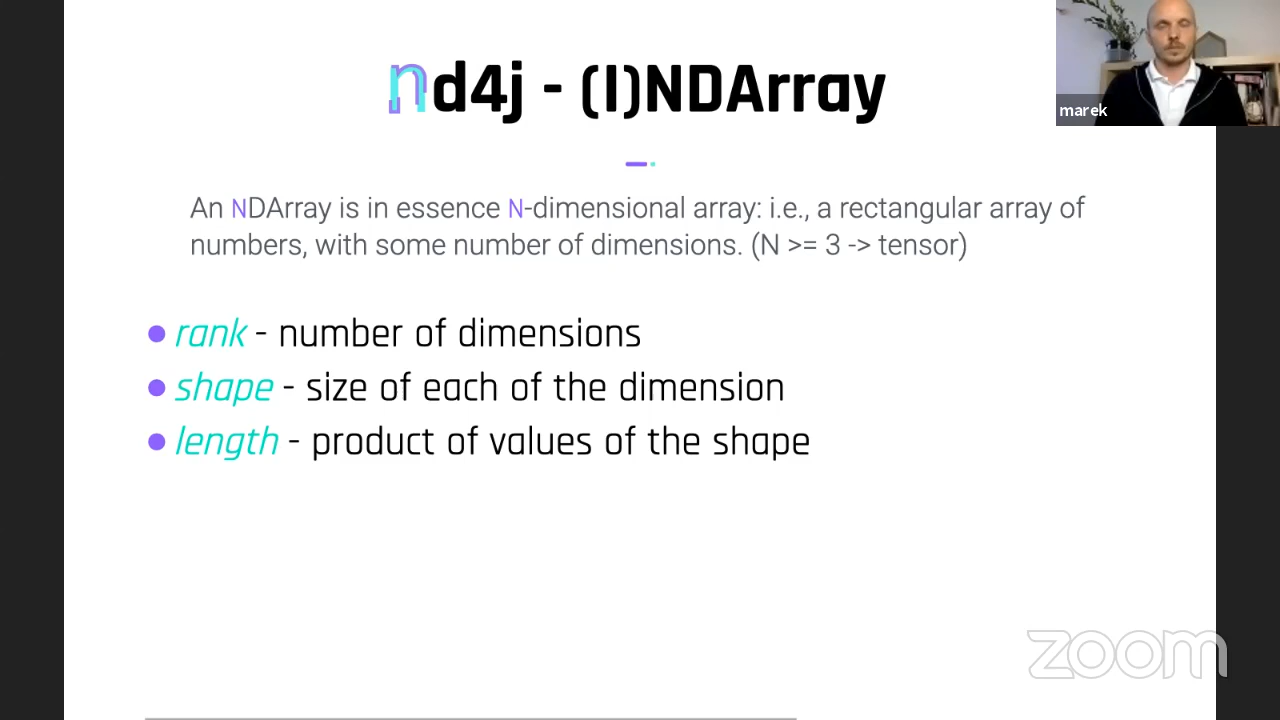 nd4j - (I)NDArray
marek
An NDArray is in essence N-dimensional array: i.e., a rectangular array of
numbers, with some number of dimensions. (N >= 3 -> tensor)
rank - number of dimensions
shape - size of each of the dimension
length - product of values of the shape
zoom